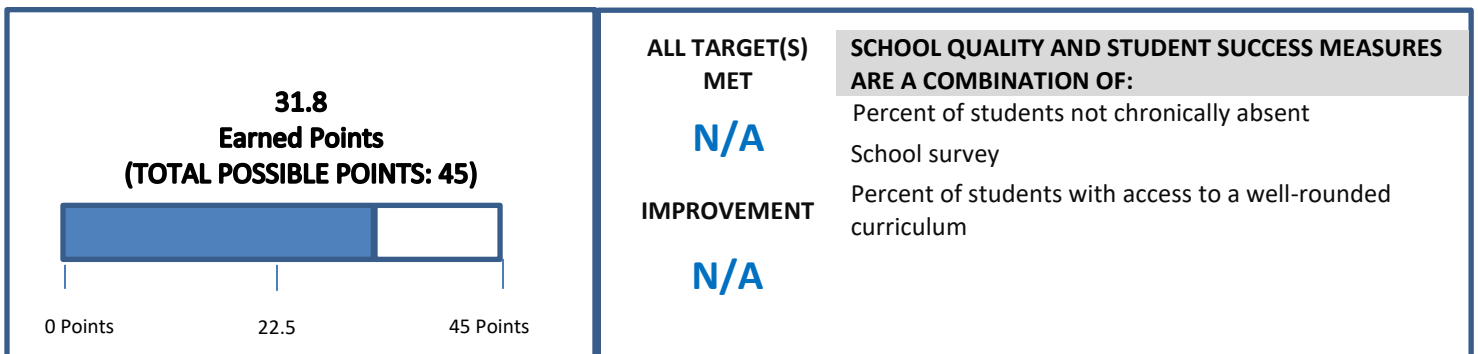 31.8
Earned Points
(TOTAL POSSIBLE POINTS: 45)
0 Points
22.5
45 Points
ALL TARGET(S)
MET
N/A
IMPROVEMENT
N/A
SCHOOL QUALITY AND STUDENT SUCCESS MEASURES
ARE A COMBINATION OF:
Percent of students not chronically absent
School survey
Percent of students with access to a well-rounded
curriculum